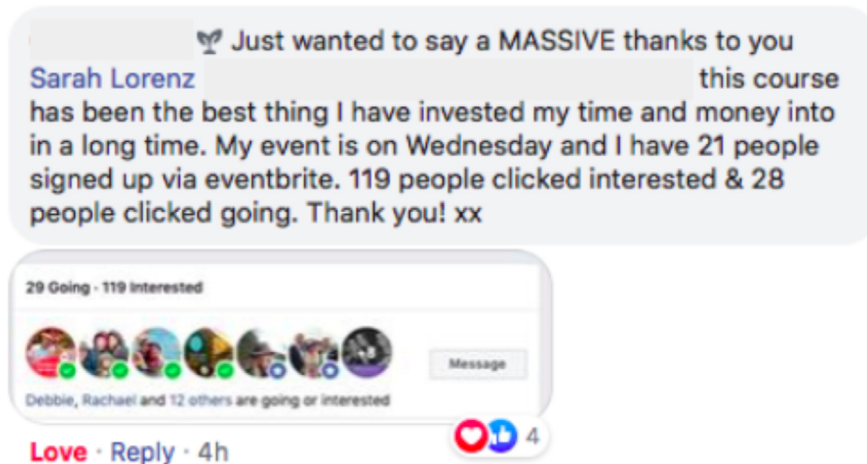 Just wanted to say a MASSIVE thanks to you
Sarah Lorenz this course
has been the best thing I have invested my time and money into
in a long time. My event is on Wednesday and I have 21 people
signed up via eventbrite. 119 people clicked interested & 28
people clicked going. Thank you! xx
29 Going - 119 Interested
Message
Debbie, Rachael and 12 others are going or interested
4
Love · Reply · 4h